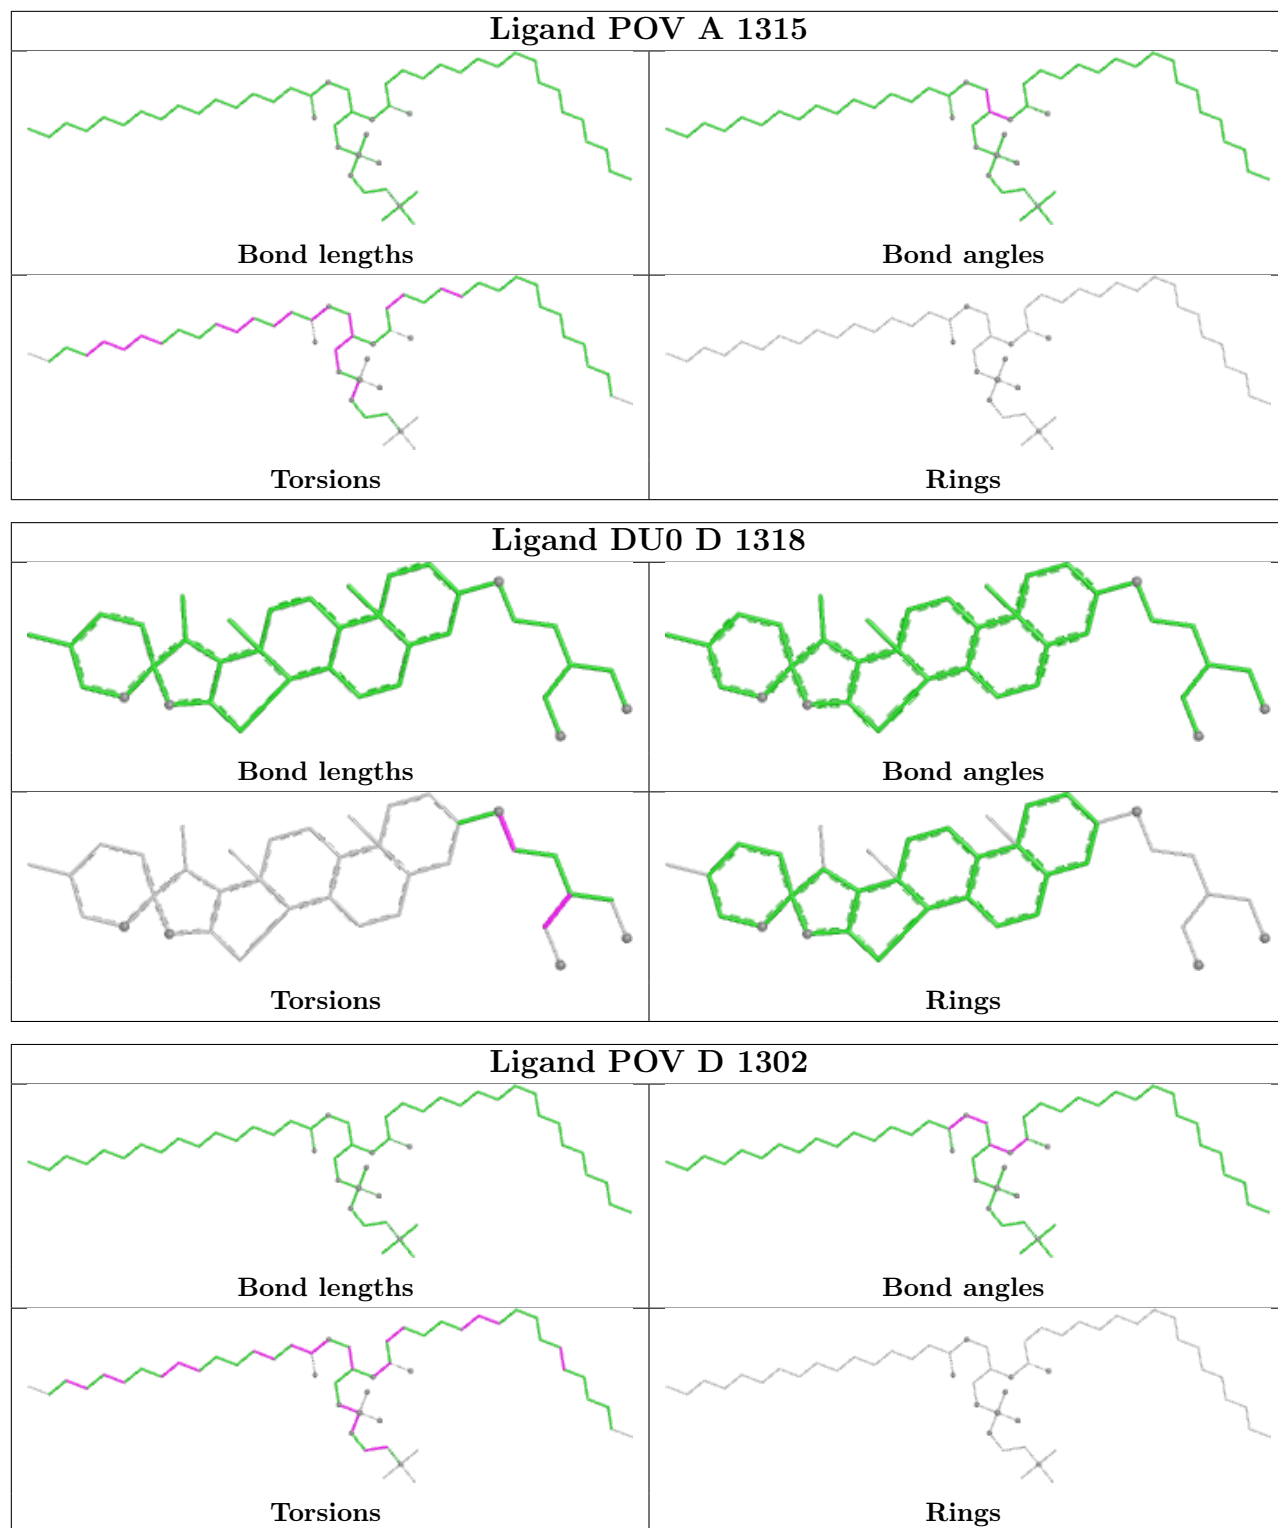 Ligand POV A 1315
Bond lengths
Bond angles
Torsions
Rings
Ligand DU0 D 1318
Bond lengths
Bond angles
Torsions
Rings
Ligand POV D 1302
Bond lengths
Bond angles
Torsions
Rings